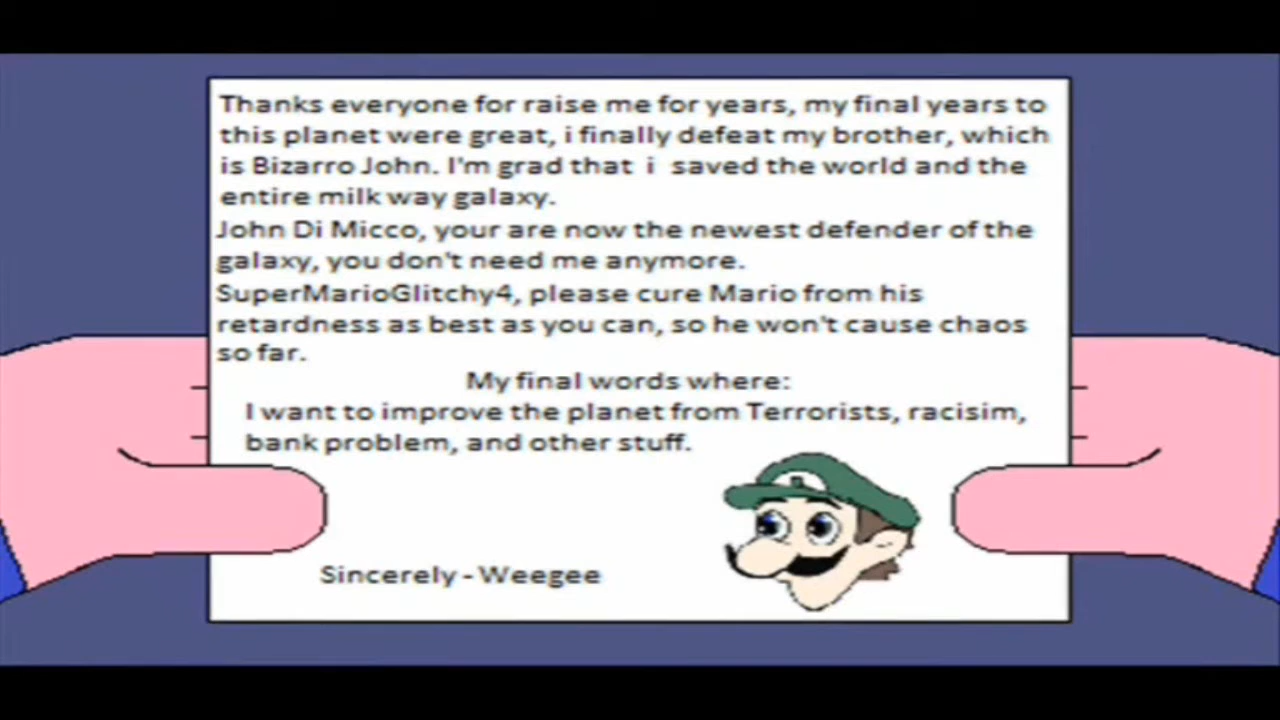 Thanks everyone for raise me for years, my final years to
this planet were great, i finally defeat my brother, which
is Bizarro John. I'm grad that i saved the world and the
entire milk way galaxy.
John Di Micco, your are now the newest defender of the
galaxy, you don't need me anymore.
SuperMarioGlitchy4, please cure Mario from his
retardness as best as you can, so he won't cause chaos
so far.
My final words where:
I want to improve the planet from Terrorists, racisim,
bank problem, and other stuff.
Sincerely - Weegee